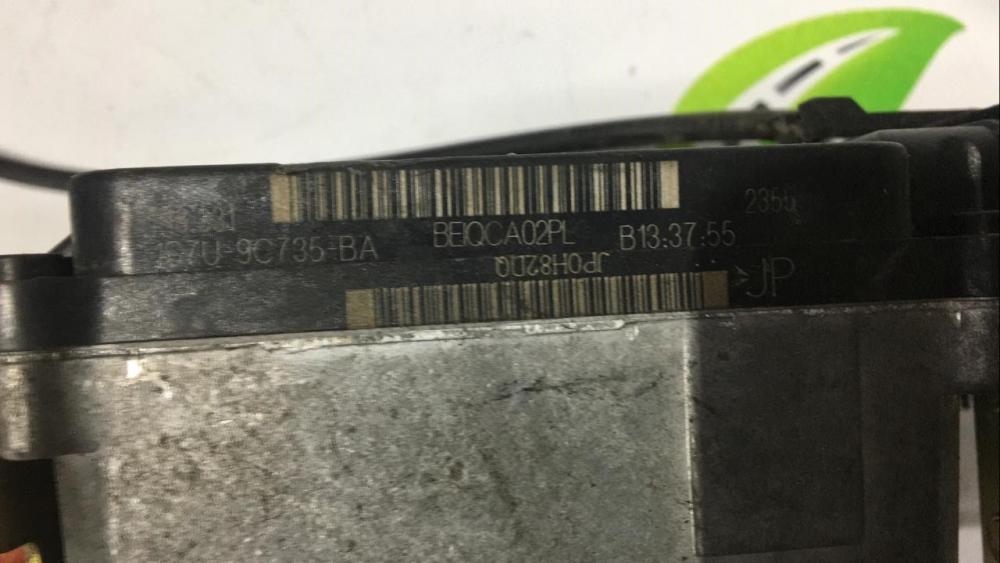 2350
9C735-BA BEIQCA02PL B13:37:55
JP0H82DQ
JP